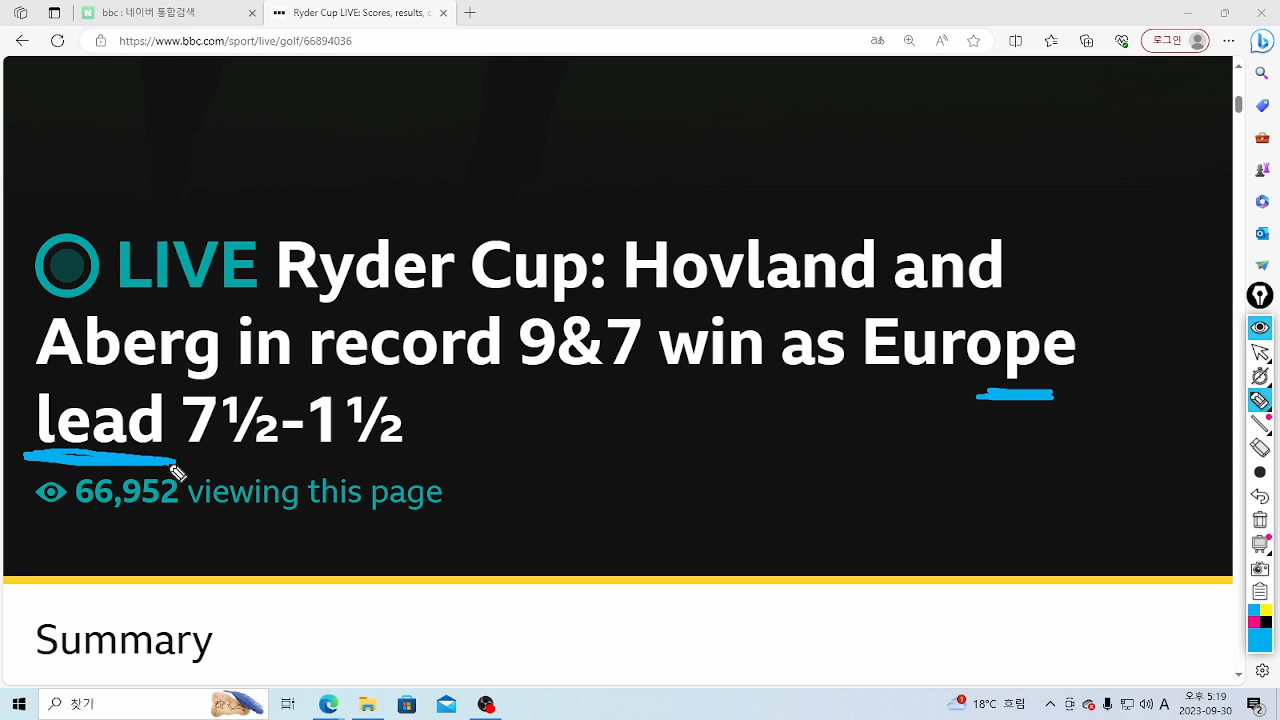 bbc : 네이버 통합검색
Ryder Cup LIVE: Scores, results, c
https://www.bbc.com/sport/live/golf/66894036
로그인
LIVE Ryder Cup: Hovland and
Aberg in record 9&7 win as Europe
lead 7½-1½
66,952 viewing this page
Summary
찾기
1
18°C 흐림
A
오후 5:19
2023-09-30
2